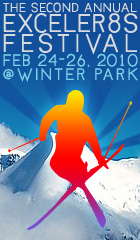 THE SECOND ANNUAL
EXCELER8S
FESTIVAL
FEB 24-26, 2010
@ WINTER PARK